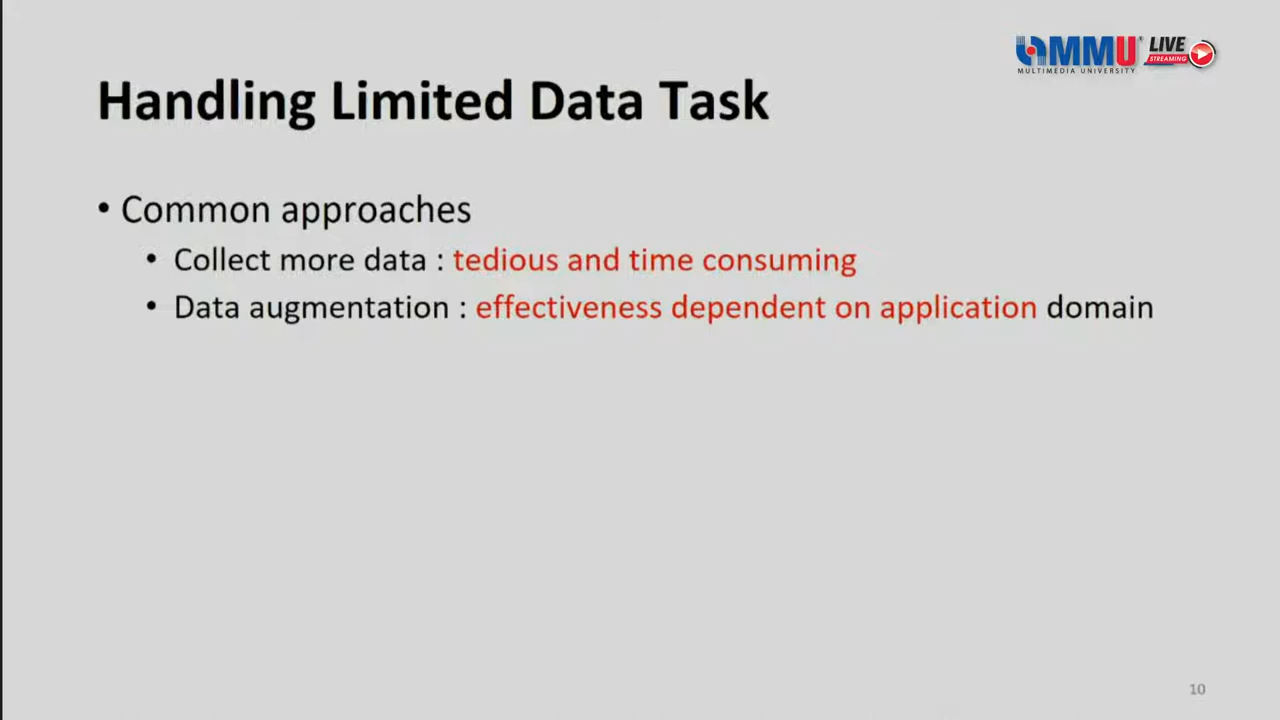 MMU LIVE
STREAMING
MULTIMEDIA UNIVERSITY
Handling Limited Data Task
• Common approaches
• Collect more data : tedious and time consuming
• Data augmentation : effectiveness dependent on application domain
10